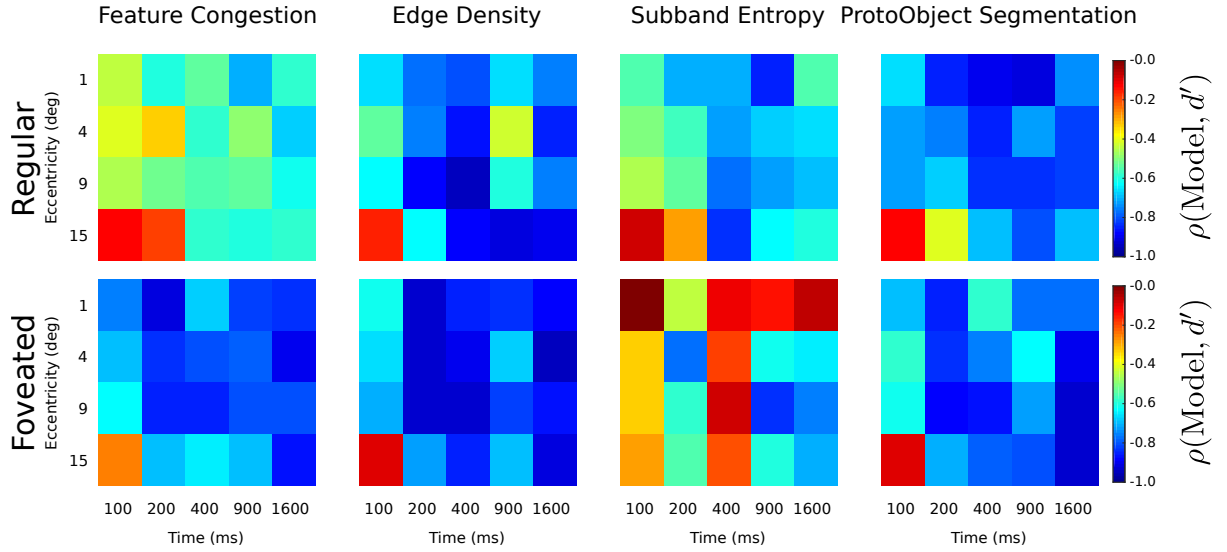 Feature Congestion
Edge Density
Subband Entropy
ProtoObject Segmentation
Regular
Eccentricity (deg)
1
4
9
15
-0.0
-0.2
-0.4
-0.6
-0.8
-1.0
ρ(Model, d′)
Foveated
Eccentricity (deg)
1
4
9
15
-0.0
-0.2
-0.4
-0.6
-0.8
-1.0
ρ(Model, d′)
100 200 400 900 1600
100 200 400 900 1600
100 200 400 900 1600
100 200 400 900 1600
Time (ms)
Time (ms)
Time (ms)
Time (ms)